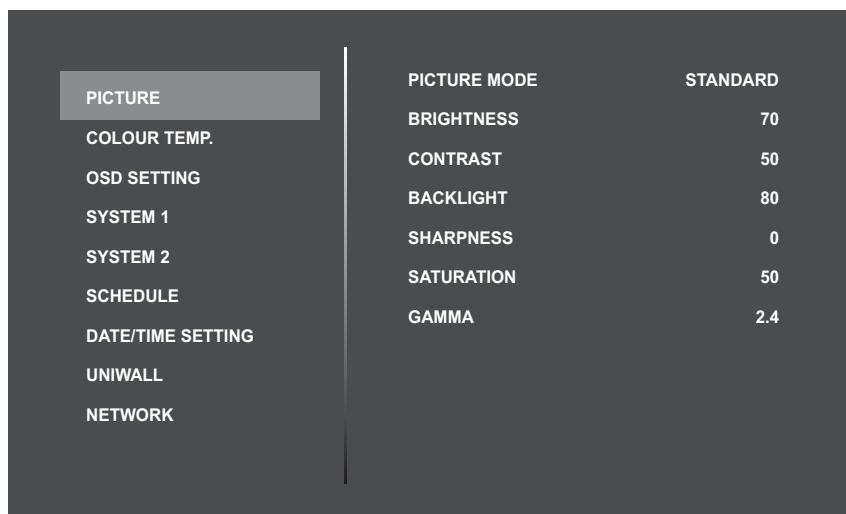 PICTURE
COLOUR TEMP.
OSD SETTING
SYSTEM 1
SYSTEM 2
SCHEDULE
DATE/TIME SETTING
UNIWALL
NETWORK
PICTURE MODE STANDARD
BRIGHTNESS 70
CONTRAST 50
BACKLIGHT 80
SHARPNESS 0
SATURATION 50
GAMMA 2.4